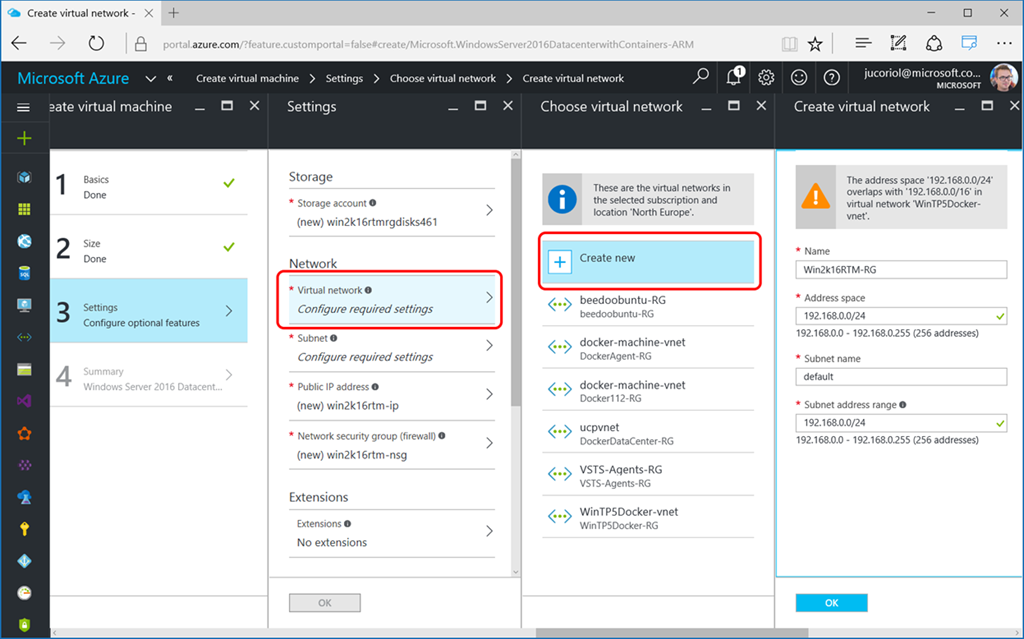 Create virtual network -
portal.azure.com/?feature.customportal=false#create/Microsoft.WindowsServer2016DatacenterwithContainers-ARM
Microsoft Azure
Create virtual machine
Settings
Choose virtual network
Create virtual network
1
jucoriol@microsoft.co...
MICROSOFT
eate virtual machine
1
Basics
Done
2
Size
Done
3
Settings
Configure optional features
4
Summary
Windows Server 2016 Datacent...
Settings
Storage
* Storage account
(new) win2k16rtmrgdisks461
Network
* Virtual network
Configure required settings
* Subnet
Configure required settings
* Public IP address
(new) win2k16rtm-ip
* Network security group (firewall)
(new) win2k16rtm-nsg
Extensions
Extensions
No extensions
OK
Choose virtual network
These are the virtual networks in
the selected subscription and
location 'North Europe'.
Create new
beedoobuntu-RG
beedoobuntu-RG
docker-machine-vnet
DockerAgent-RG
docker-machine-vnet
Docker112-RG
ucpvnet
DockerDataCenter-RG
VSTS-Agents-RG
VSTS-Agents-RG
WinTP5Docker-vnet
WinTP5Docker-RG
Create virtual network
The address space '192.168.0.0/24'
overlaps with '192.168.0.0/16' in
virtual network 'WinTP5Docker-
vnet'.
* Name
Win2k16RTM-RG
* Address space
192.168.0.0/24
192.168.0.0 - 192.168.0.255 (256 addresses)
* Subnet name
default
* Subnet address range
192.168.0.0/24
192.168.0.0 - 192.168.0.255 (256 addresses)
OK